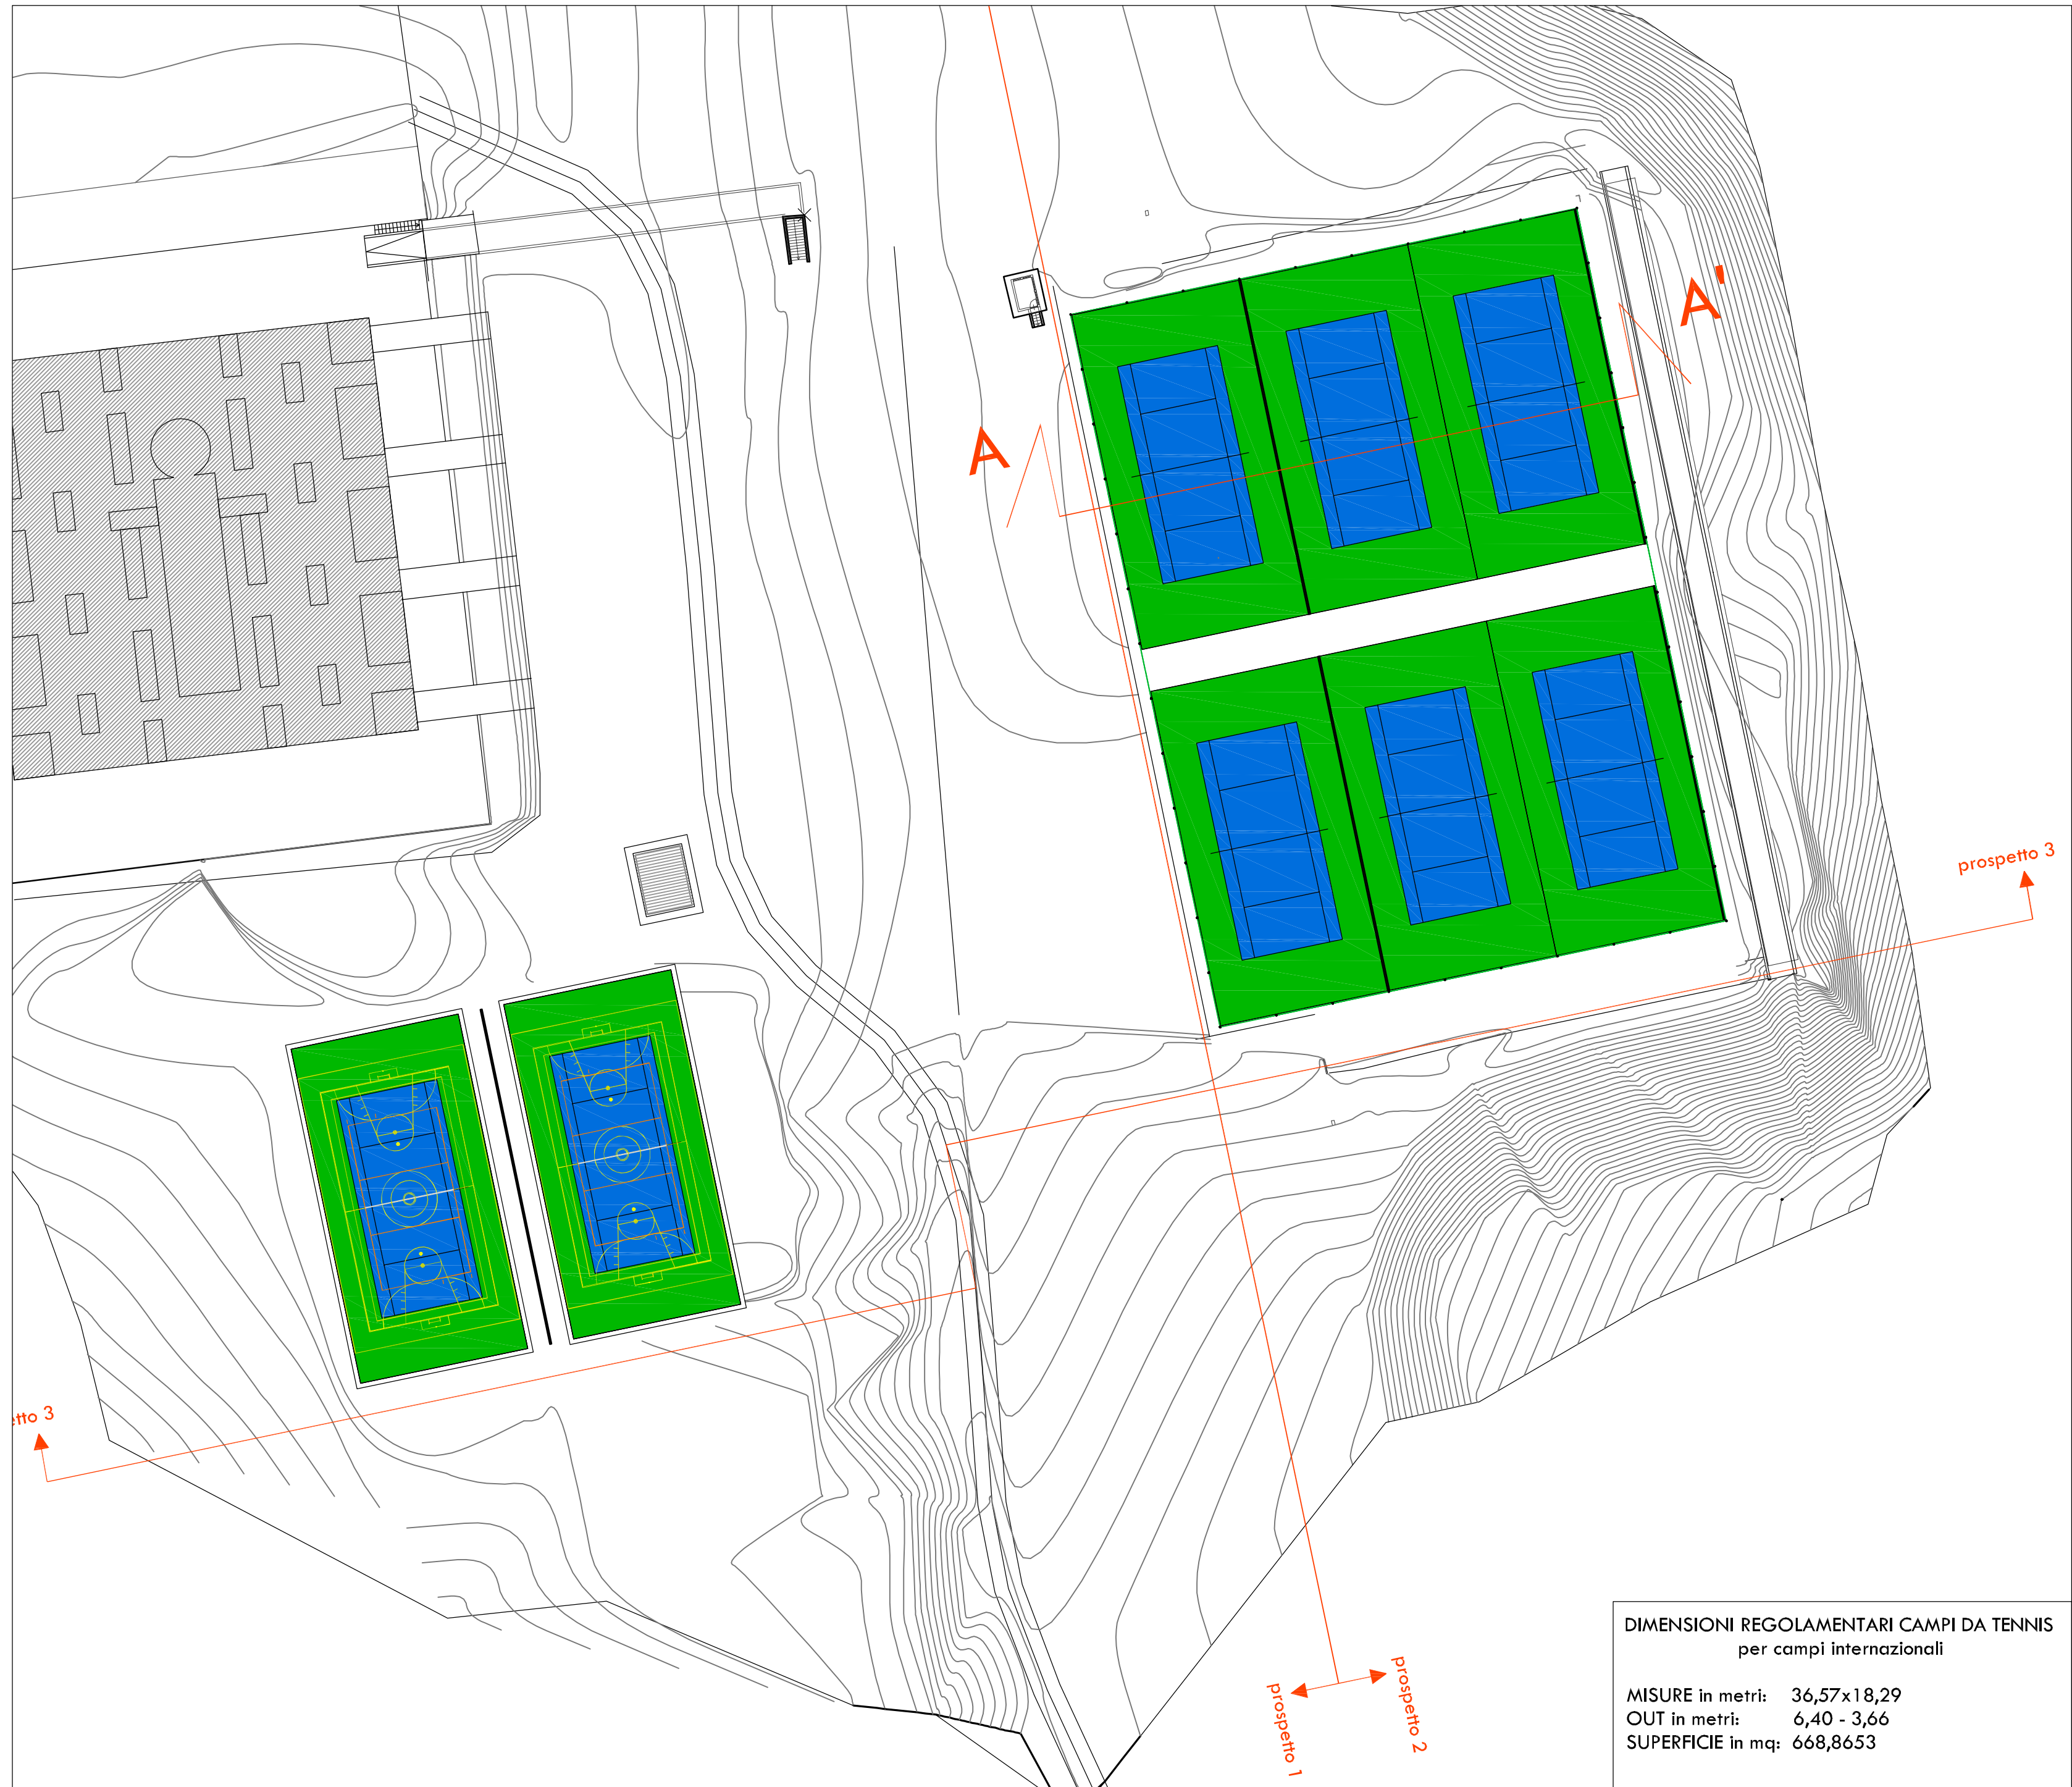 A'
A
prospetto 3
etto 3
prospetto 1
prospetto 2
DIMENSIONI REGOLAMENTARI CAMPI DA TENNIS
per campi internazionali
MISURE in metri: 36,57x18,29
OUT in metri: 6,40 - 3,66
SUPERFICIE in mq: 668,8653